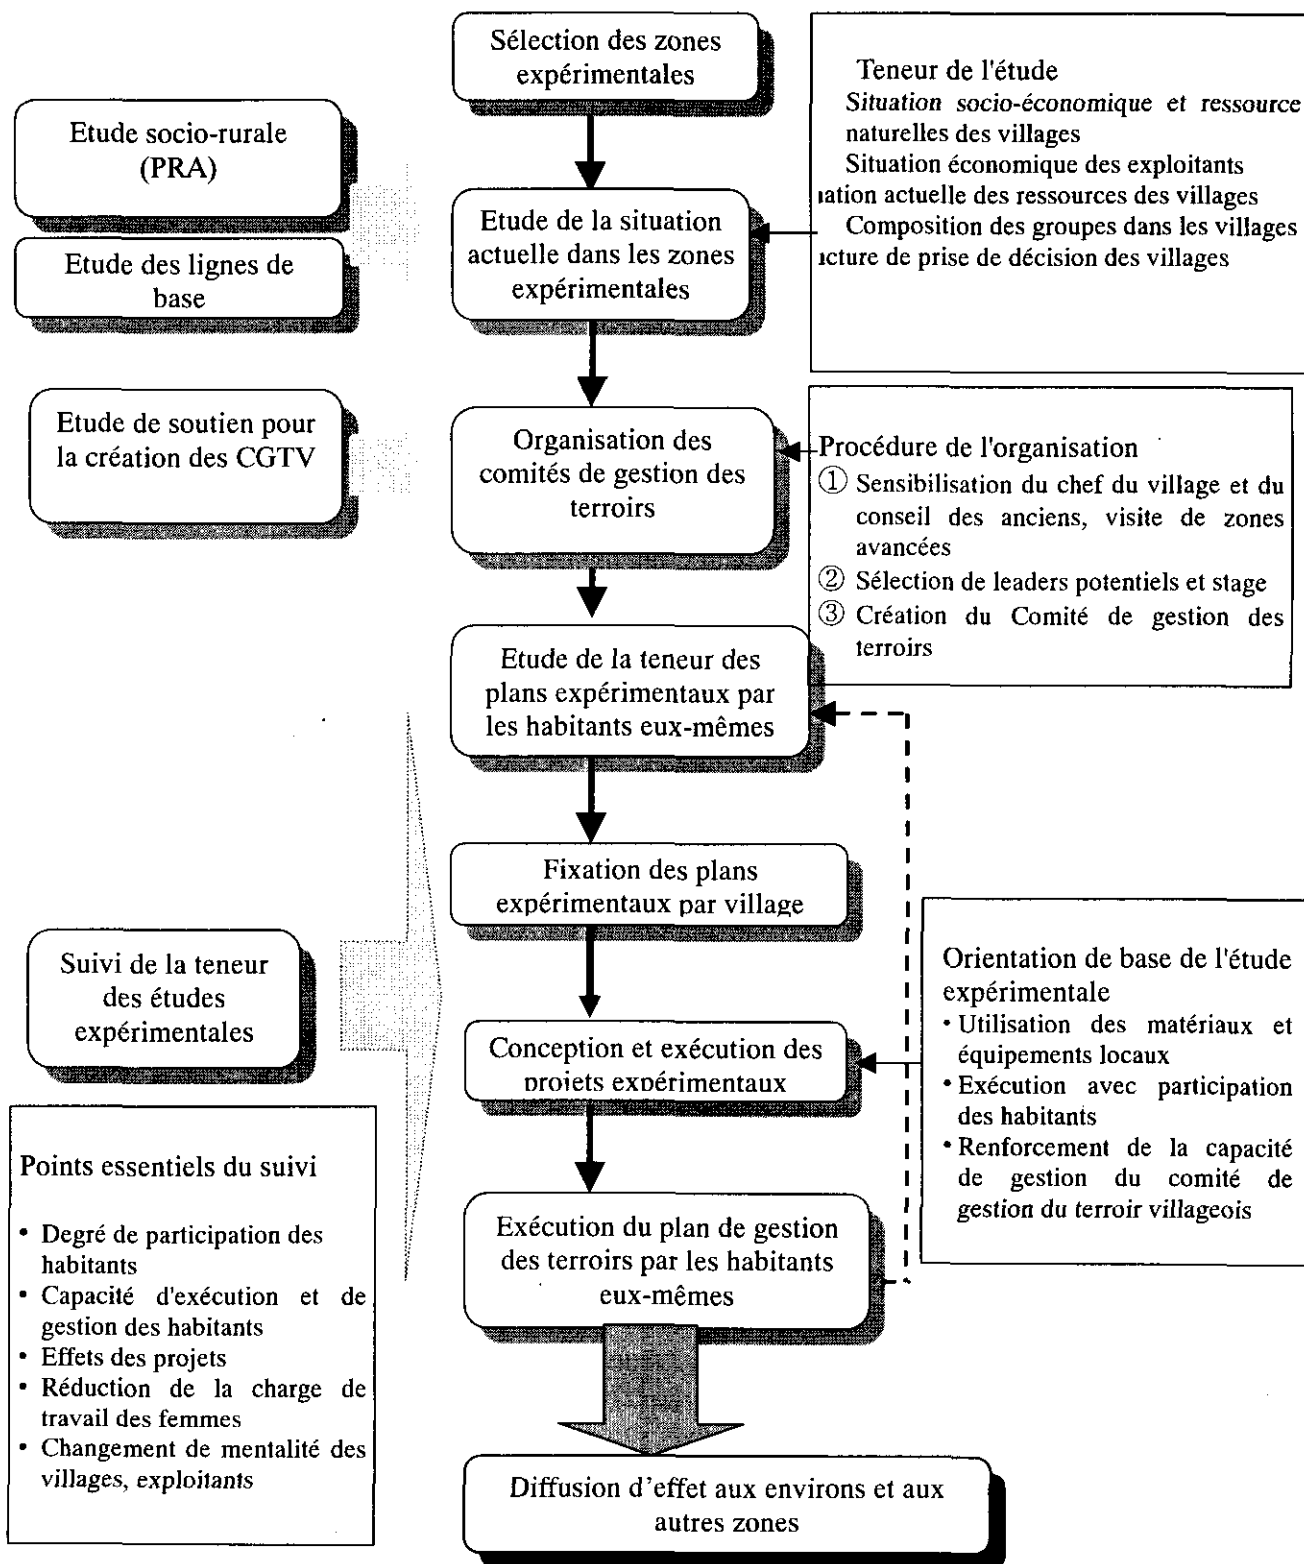 Sélection des zones
expérimentales
Teneur de l'étude
Situation socio-économique et ressource
naturelles des villages
Situation économique des exploitants
actuelle des ressources des villages
Composition des groupes dans les villages
de prise de décision des villages
Etude socio-rurale
(PRA)
Etude des lignes de
base
Etude de la situation
actuelle dans les zones
expérimentales
Etude de soutien pour
la création des CGTV
Organisation des
comités de gestion des
terroirs
Procédure de l'organisation
① Sensibilisation du chef du village et du
conseil des anciens, visite de zones
avancées
② Sélection de leaders potentiels et stage
③ Création du Comité de gestion des
terroirs
Etude de la teneur des
plans expérimentaux par
les habitants eux-mêmes
Fixation des plans
expérimentaux par village
Suivi de la teneur
des études
expérimentales
Orientation de base de l'étude
expérimentale
• Utilisation des matériaux et
équipements locaux
• Exécution avec participation
des habitants
• Renforcement de la capacité
de gestion du comité de
gestion du terroir villageois
Conception et exécution des
projets expérimentaux
Points essentiels du suivi
• Degré de participation des
habitants
• Capacité d'exécution et de
gestion des habitants
• Effets des projets
• Réduction de la charge de
travail des femmes
• Changement de mentalité des
villages, exploitants
Exécution du plan de gestion
des terroirs par les habitants
eux-mêmes
Diffusion d'effet aux environs et aux
autres zones